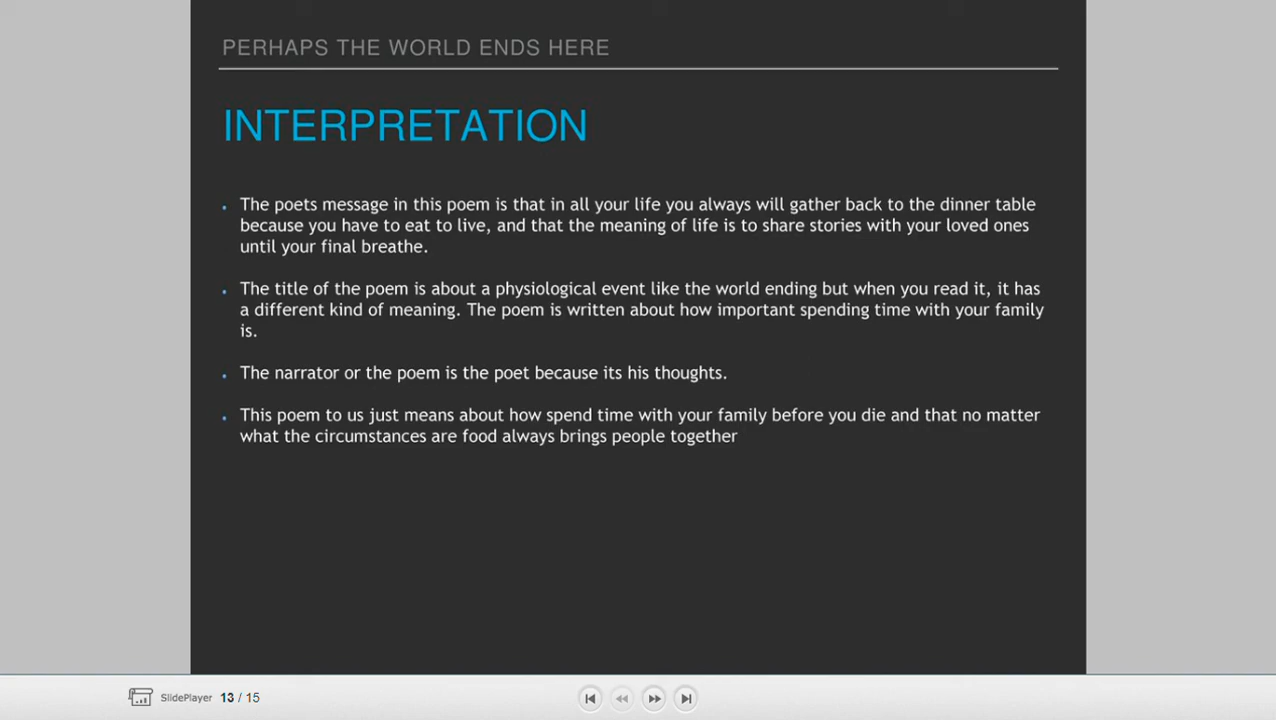 PERHAPS THE WORLD ENDS HERE
INTERPRETATION
• The poets message in this poem is that in all your life you always will gather back to the dinner table
because you have to eat to live, and that the meaning of life is to share stories with your loved ones
until your final breathe.
• The title of the poem is about a physiological event like the world ending but when you read it, it has
a different kind of meaning. The poem is written about how important spending time with your family
is.
• The narrator or the poem is the poet because its his thoughts.
• This poem to us just means about how spend time with your family before you die and that no matter
what the circumstances are food always brings people together
SlidePlayer 13 / 15